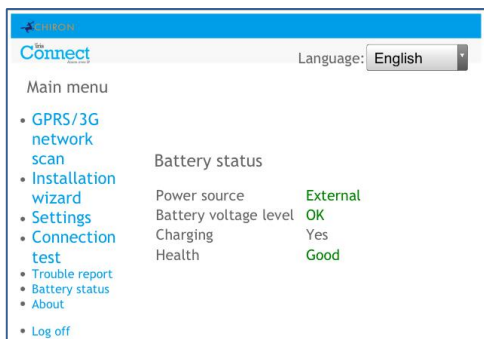 CHIRON
iris
Connect
Language: English
Main menu
GPRS/3G
network
scan
Installation
wizard
Settings
Connection
test
Trouble report
Battery status
About
Log off
Battery status
Power source External
Battery voltage level OK
Charging Yes
Health Good